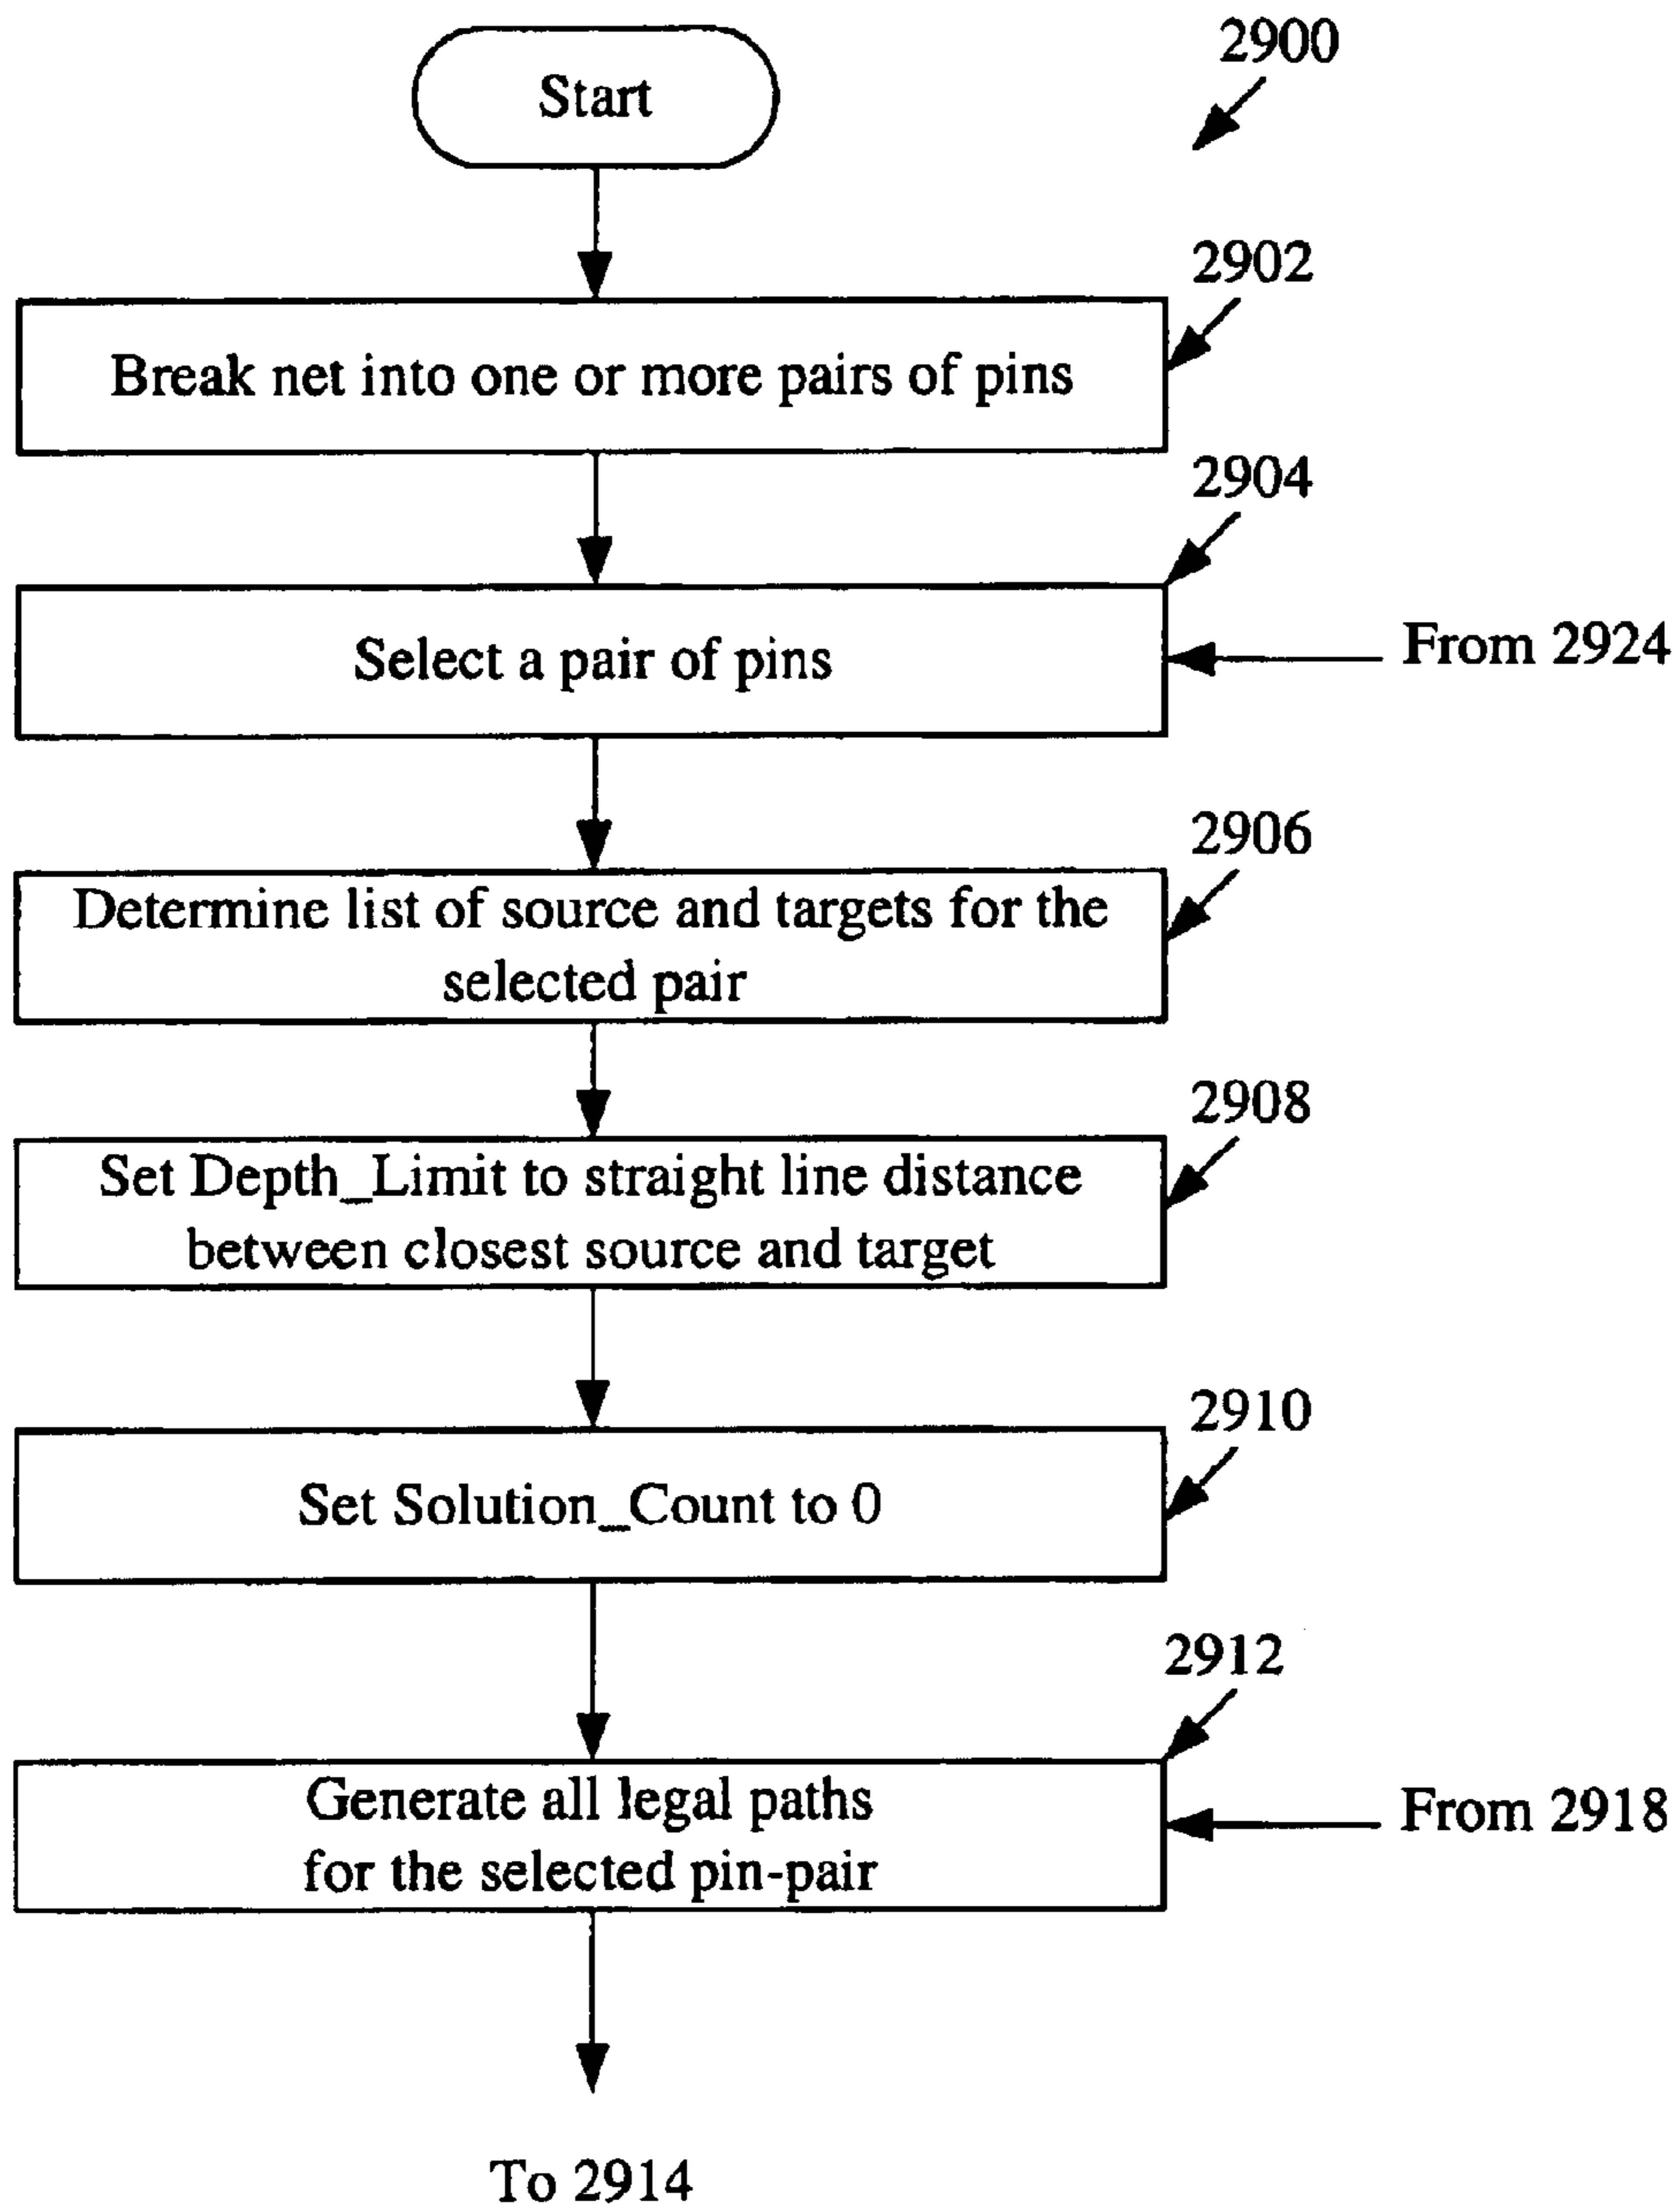 2900
Start
2902
Break net into one or more pairs of pins
2904
Select a pair of pins
From 2924
2906
Determine list of source and targets for the
selected pair
2908
Set Depth_Limit to straight line distance
between closest source and target
2910
Set Solution_Count to 0
2912
Generate all legal paths
for the selected pin-pair
From 2918
To 2914